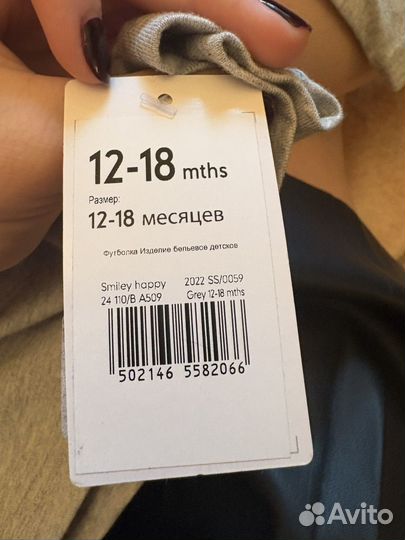 12-18 mths
Размер:
12-18 месяцев
Футболка Изделие бельевое детское
Smiley happy 2022 SS/0059
24 110/B A509 Grey 12-18 mths
502146 5582066
Avito